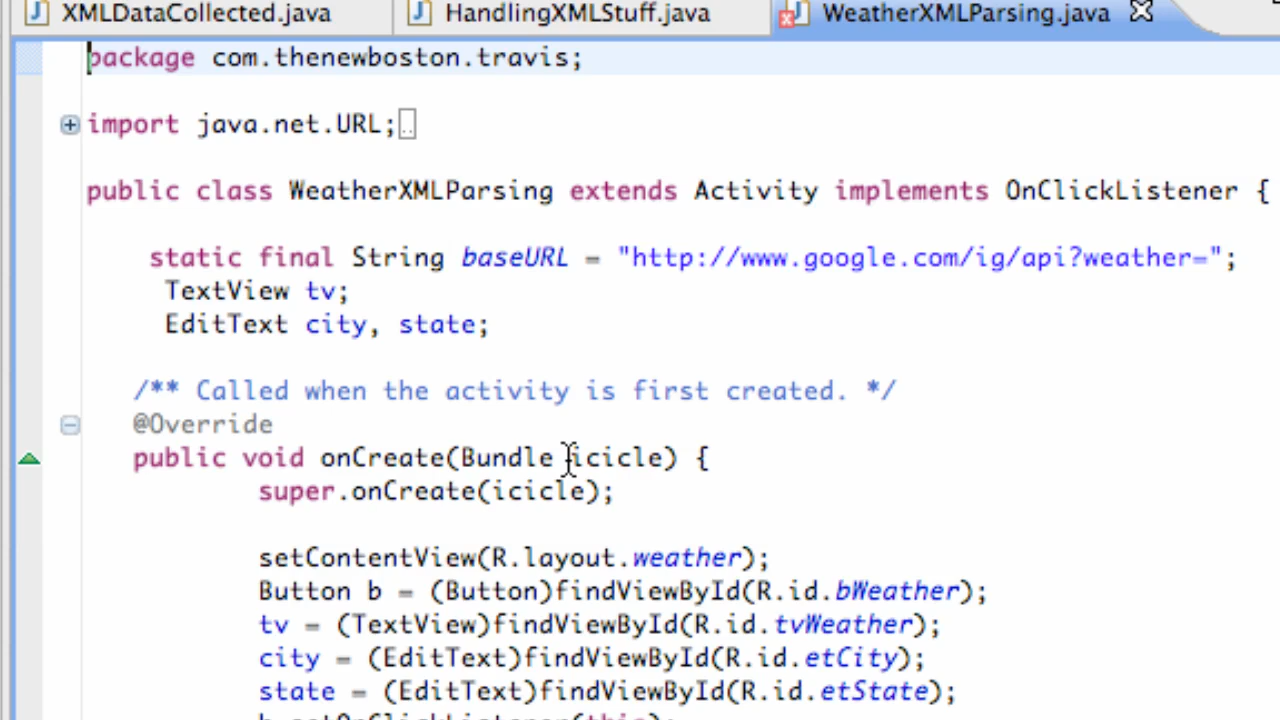 XMLDataCollected.java HandlingXMLStuff.java WeatherXMLParsing.java
package com.thenewboston.travis;
import java.net.URL;
public class WeatherXMLParsing extends Activity implements OnClickListener {
static final String baseURL = "http://www.google.com/ig/api?weather=";
TextView tv;
EditText city, state;
/** Called when the activity is first created. */
@Override
public void onCreate(Bundle icicle) {
super.onCreate(icicle);
setContentView(R.layout.weather);
Button b = (Button)findViewById(R.id.bWeather);
tv = (TextView)findViewById(R.id.tvWeather);
city = (EditText)findViewById(R.id.etCity);
state = (EditText)findViewById(R.id.etState);
b.setOnClickListener(this);